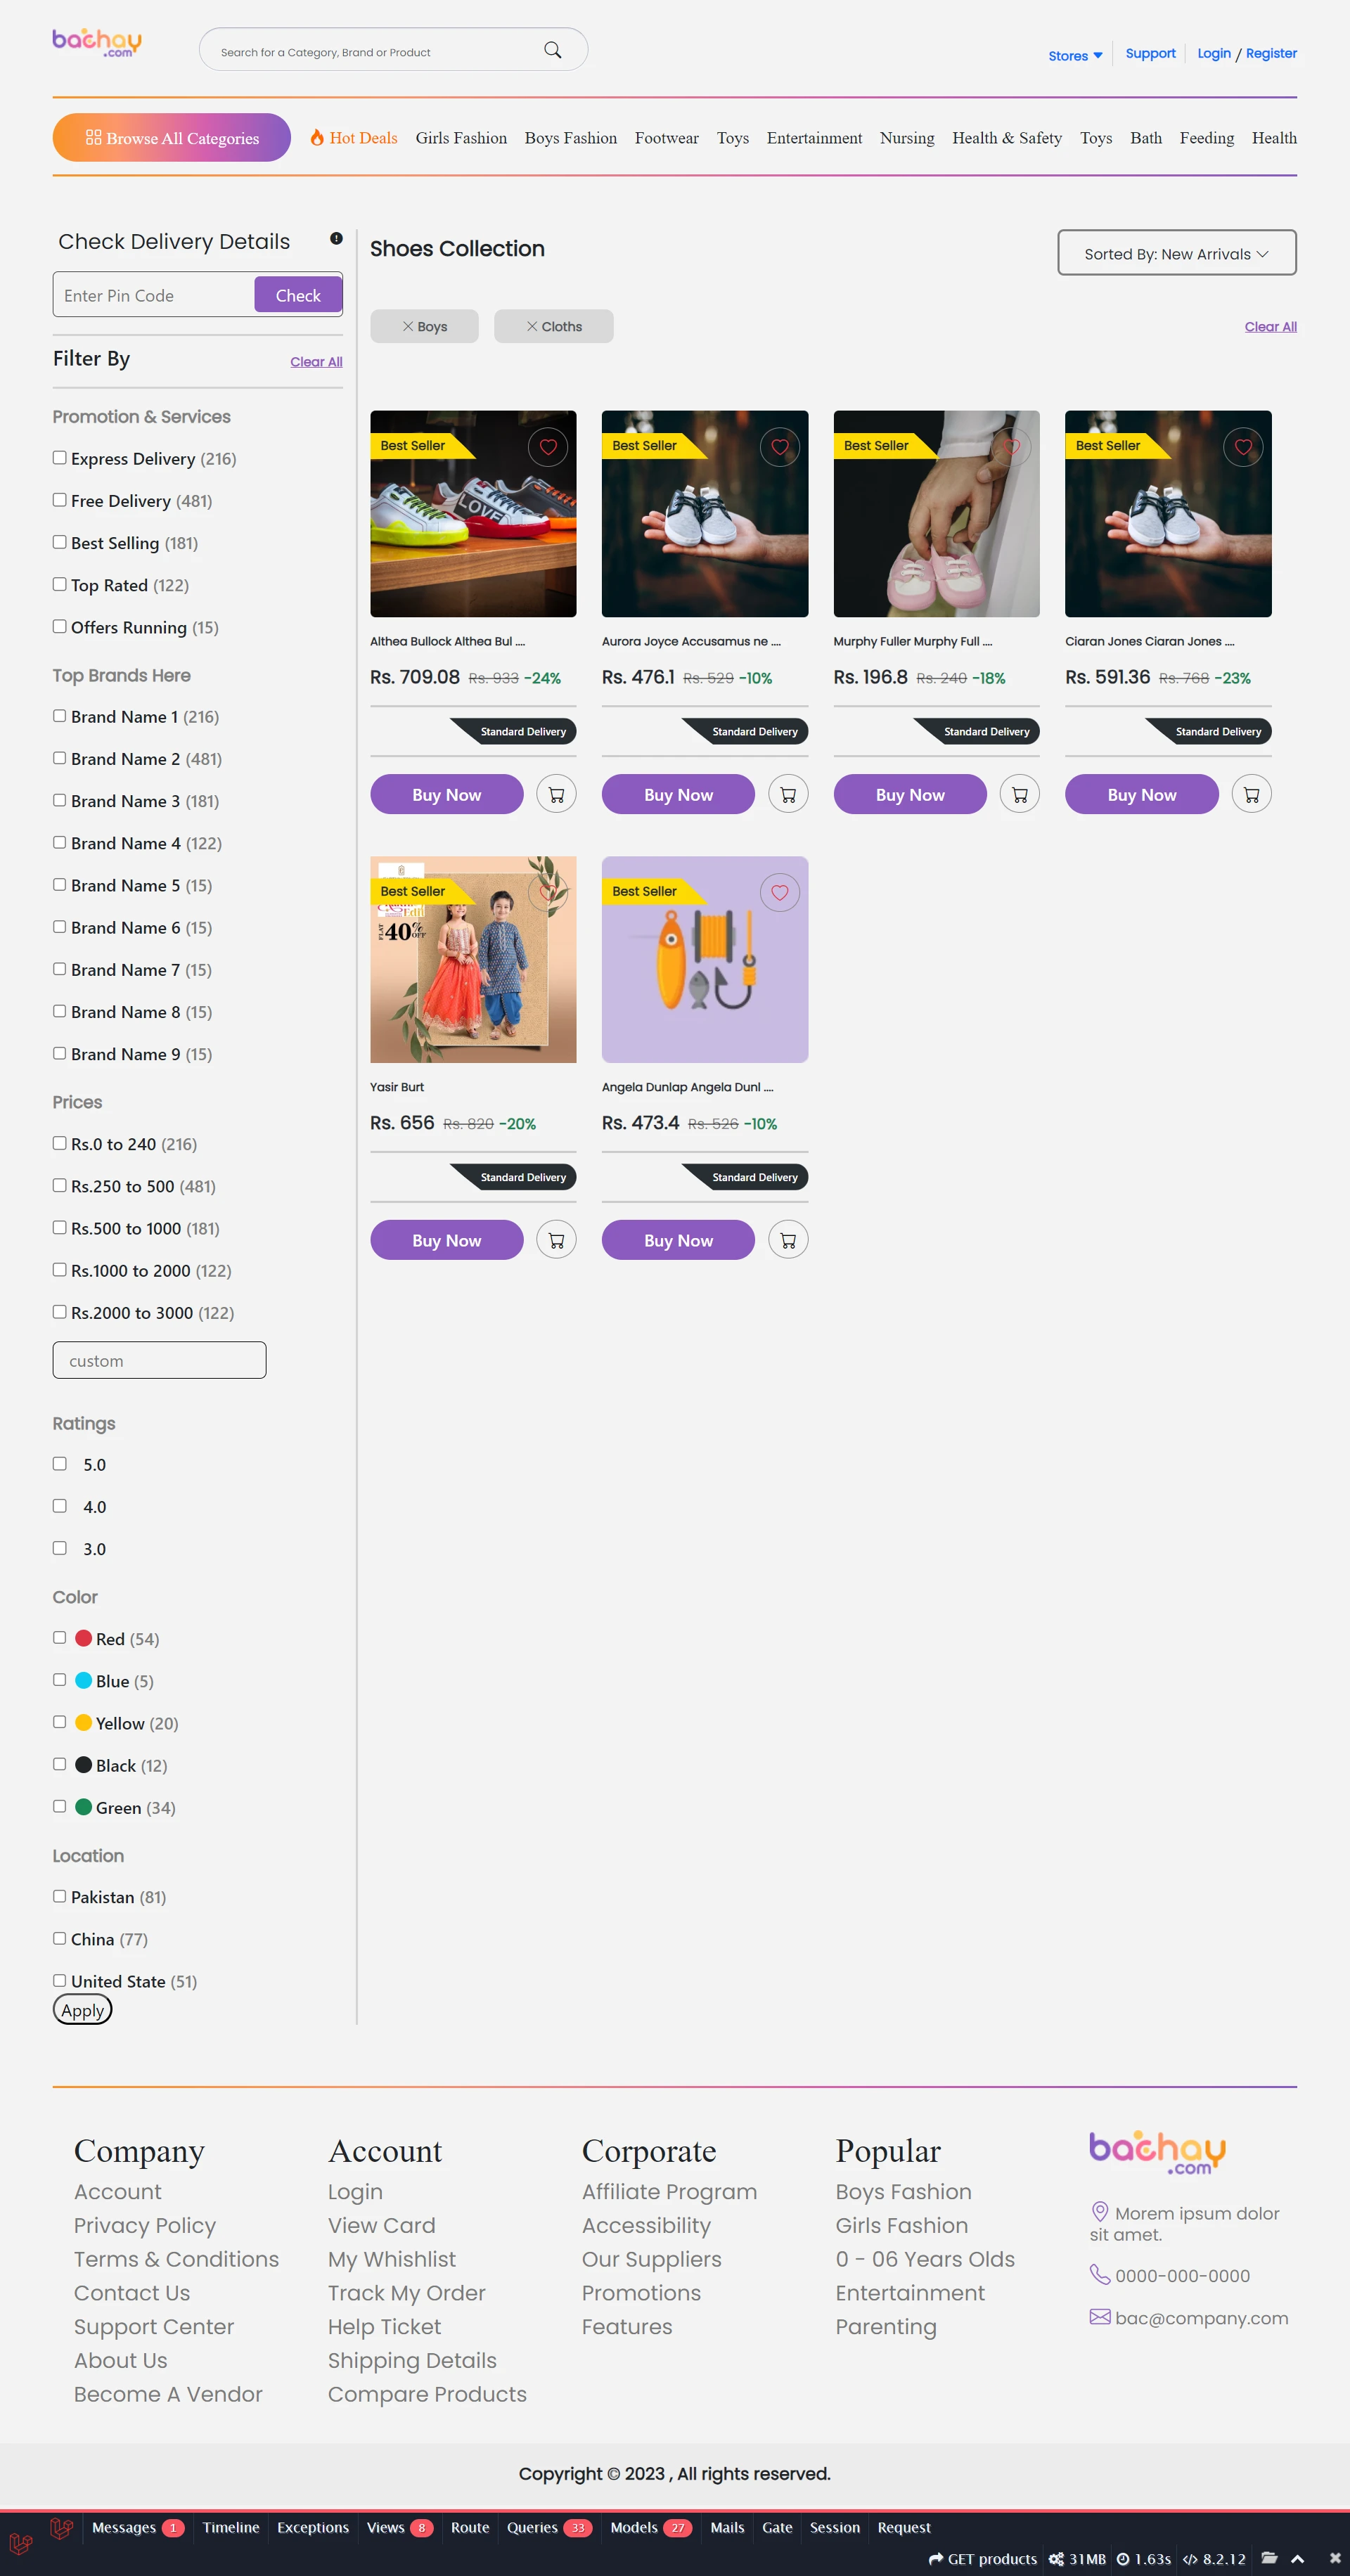 bachay
.com
Search for a Category, Brand or Product
Stores
Support
Login / Register
Browse All Categories
Hot Deals
Girls Fashion
Boys Fashion
Footwear
Toys
Entertainment
Nursing
Health & Safety
Toys
Bath
Feeding
Health
Check Delivery Details
Enter Pin Code
Check
Filter By
Clear All
Promotion & Services
Express Delivery (216)
Free Delivery (481)
Best Selling (181)
Top Rated (122)
Offers Running (15)
Top Brands Here
Brand Name 1 (216)
Brand Name 2 (481)
Brand Name 3 (181)
Brand Name 4 (122)
Brand Name 5 (15)
Brand Name 6 (15)
Brand Name 7 (15)
Brand Name 8 (15)
Brand Name 9 (15)
Prices
Rs.0 to 240 (216)
Rs.250 to 500 (481)
Rs.500 to 1000 (181)
Rs.1000 to 2000 (122)
Rs.2000 to 3000 (122)
custom
Ratings
5.0
4.0
3.0
Color
Red (54)
Blue (5)
Yellow (20)
Black (12)
Green (34)
Location
Pakistan (81)
China (77)
United State (51)
Apply
Shoes Collection
Sorted By: New Arrivals
Boys
Cloths
Clear All
Best Seller
LOVE
Althea Bullock Althea Bul ....
Rs. 709.08 Rs. 933 -24%
Standard Delivery
Buy Now
Best Seller
Aurora Joyce Accusamus ne ....
Rs. 476.1 Rs. 529 -10%
Standard Delivery
Buy Now
Best Seller
Murphy Fuller Murphy Full ....
Rs. 196.8 Rs. 240 -18%
Standard Delivery
Buy Now
Best Seller
Ciaran Jones Ciaran Jones ....
Rs. 591.36 Rs. 768 -23%
Standard Delivery
Buy Now
Best Seller
FLAT 40% OFF
Yasir Burt
Rs. 656 Rs. 820 -20%
Standard Delivery
Buy Now
Best Seller
Angela Dunlap Angela Dunl ....
Rs. 473.4 Rs. 526 -10%
Standard Delivery
Buy Now
Company
Account
Privacy Policy
Terms & Conditions
Contact Us
Support Center
About Us
Become A Vendor
Account
Login
View Card
My Whishlist
Track My Order
Help Ticket
Shipping Details
Compare Products
Corporate
Affiliate Program
Accessibility
Our Suppliers
Promotions
Features
Popular
Boys Fashion
Girls Fashion
0 - 06 Years Olds
Entertainment
Parenting
bachay
.com
Morem ipsum dolor
sit amet.
0000-000-0000
bac@company.com
Copyright © 2023 , All rights reserved.
Messages 1
Timeline
Exceptions
Views 8
Route
Queries 33
Models 27
Mails
Gate
Session
Request
GET products
31MB
1.63s
8.2.12